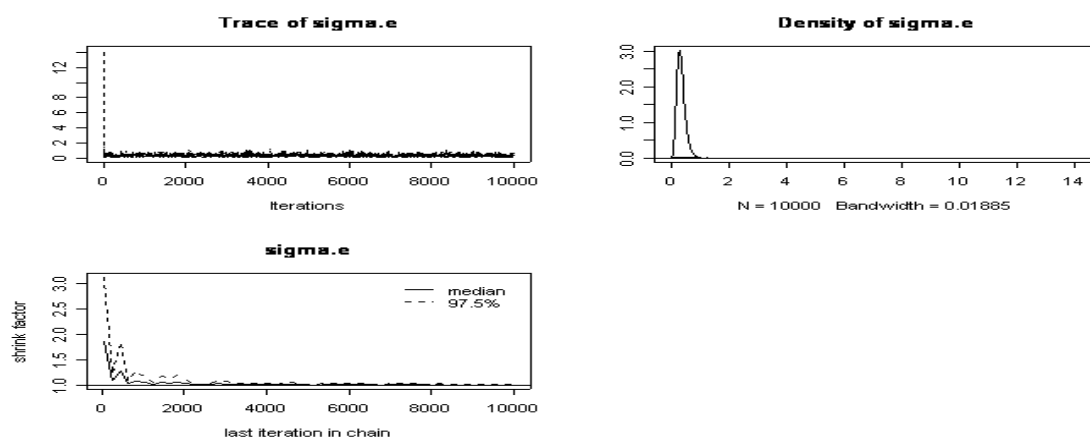 Trace of sigma.e
0 2 4 6 8 12
0 2000 4000 6000 8000 10000
Iterations
Density of sigma.e
0.0 1.0 2.0 3.0
0 2 4 6 8 10 12 14
N = 10000 Bandwidth = 0.01885
sigma.e
shrink factor
1.0 1.5 2.0 2.5 3.0
median
97.5%
0 2000 4000 6000 8000 10000
last iteration in chain